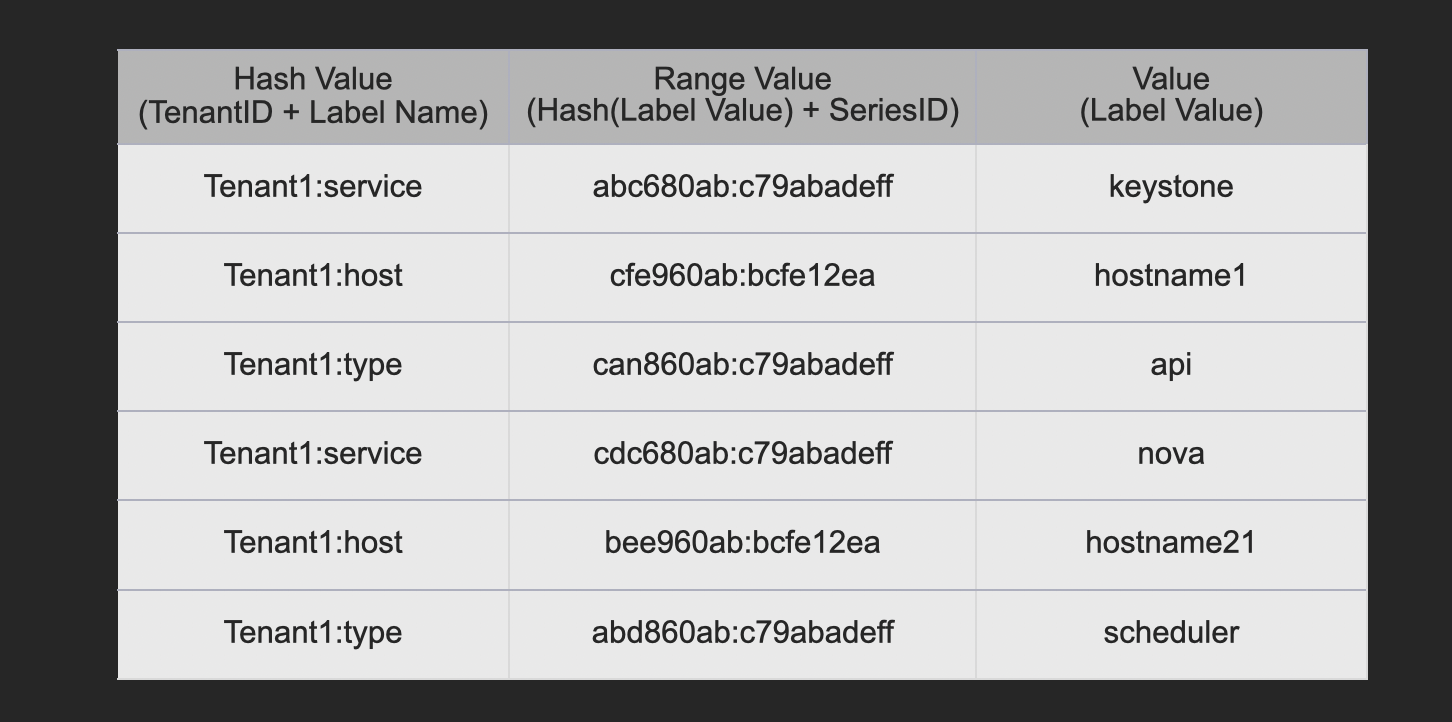 Hash Value
(TenantID + Label Name)
Range Value
(Hash(Label Value) + SeriesID)
Value
(Label Value)
Tenant1:service abc680ab:c79abadeff keystone
Tenant1:host cfe960ab:bcfe12ea hostname1
Tenant1:type can860ab:c79abadeff api
Tenant1:service cdc680ab:c79abadeff nova
Tenant1:host bee960ab:bcfe12ea hostname21
Tenant1:type abd860ab:c79abadeff scheduler